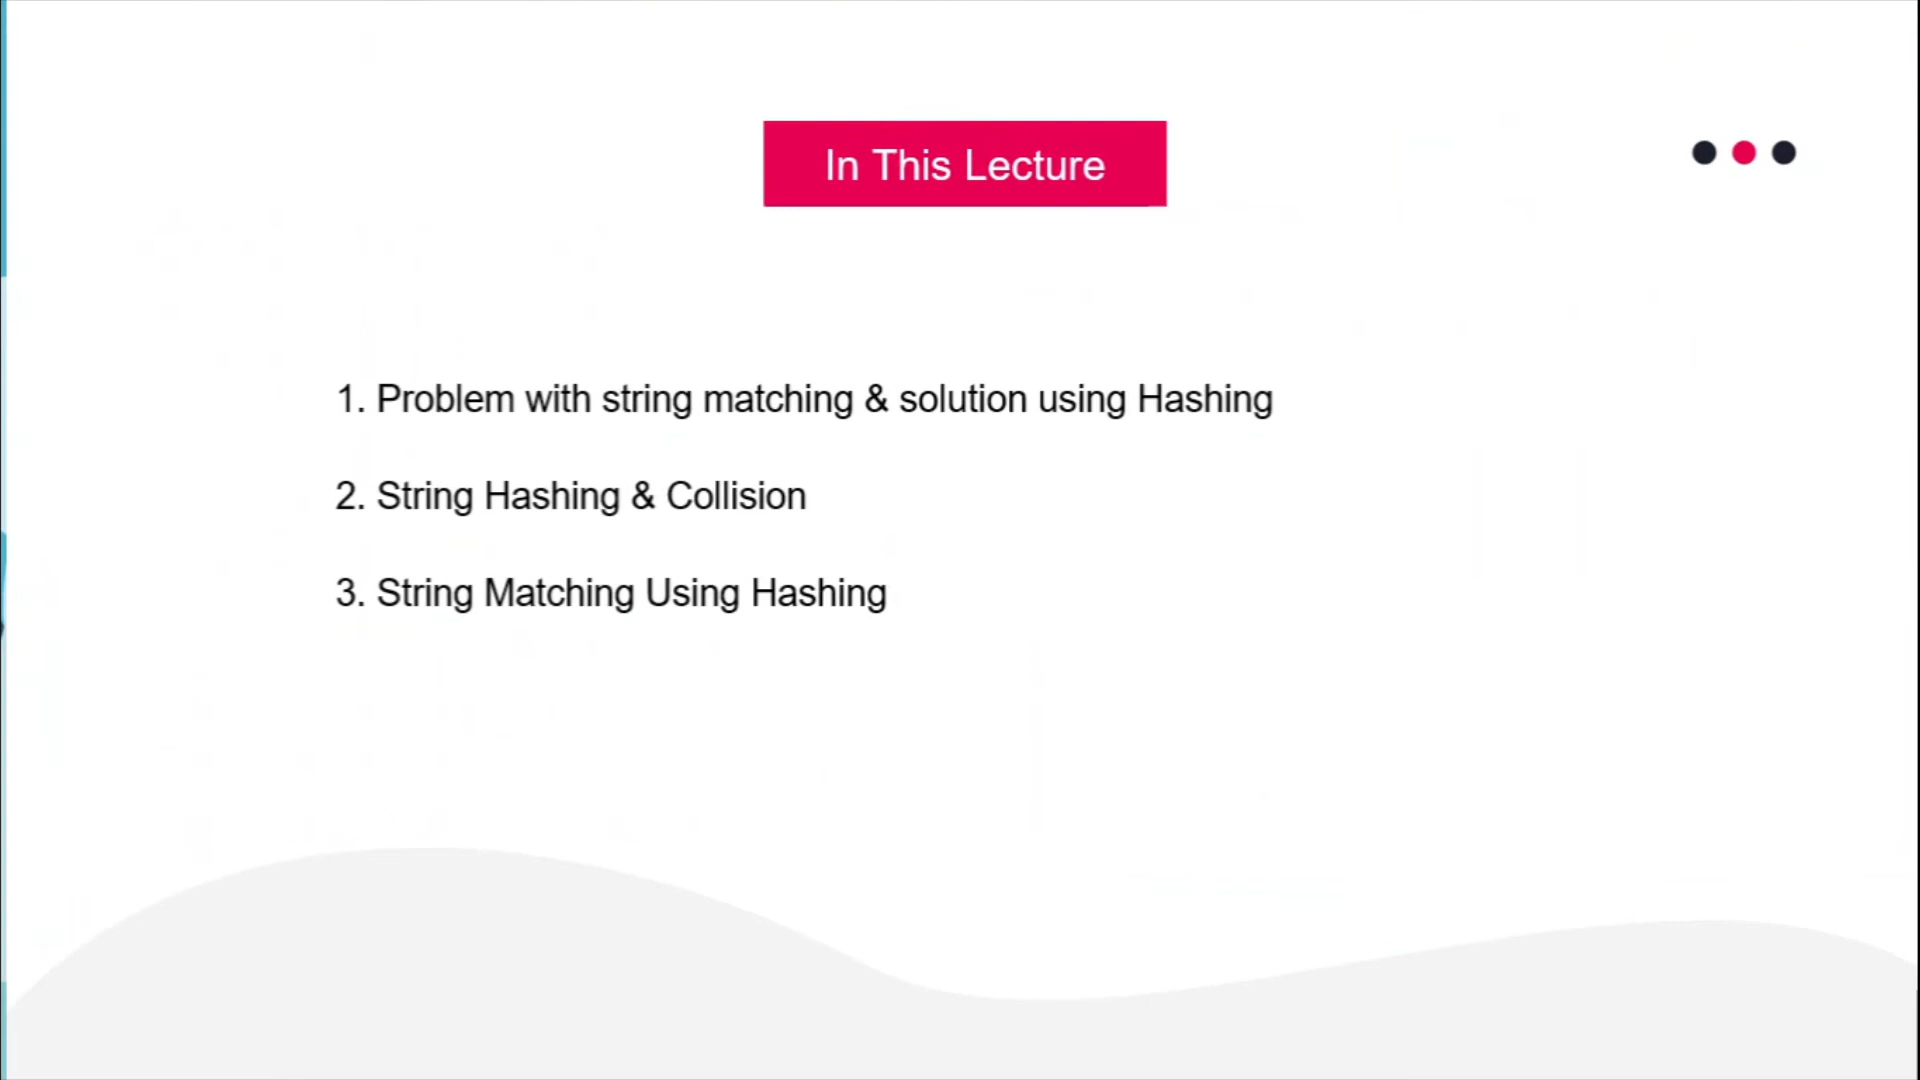 In This Lecture
1. Problem with string matching & solution using Hashing
2. String Hashing & Collision
3. String Matching Using Hashing